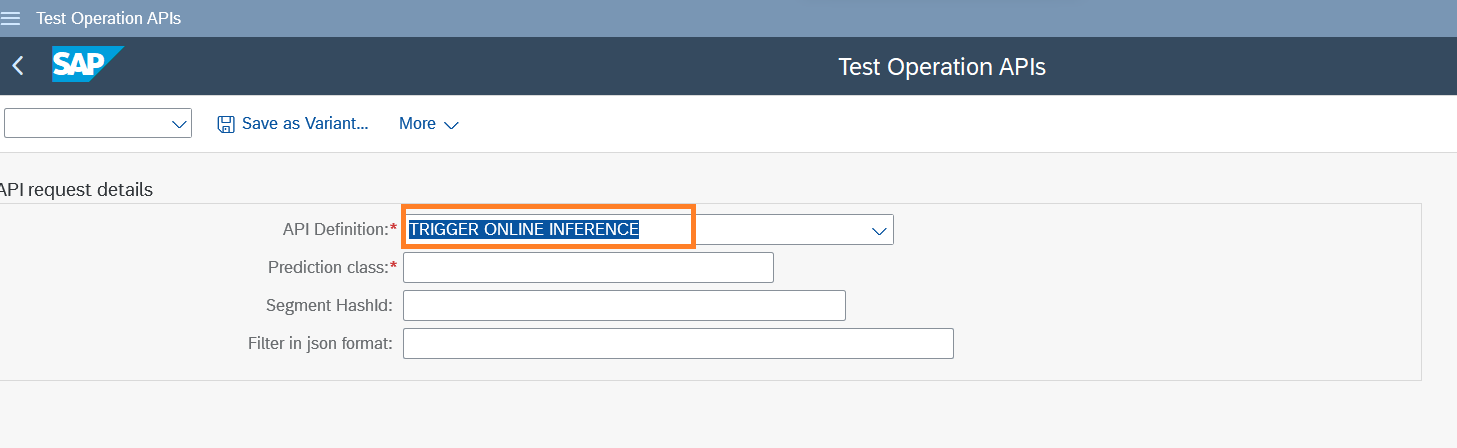 Test Operation APIs
SAP
Test Operation APIs
Save as Variant... More
API request details
API Definition:* TRIGGER ONLINE INFERENCE
Prediction class:*
Segment HashId:
Filter in json format: